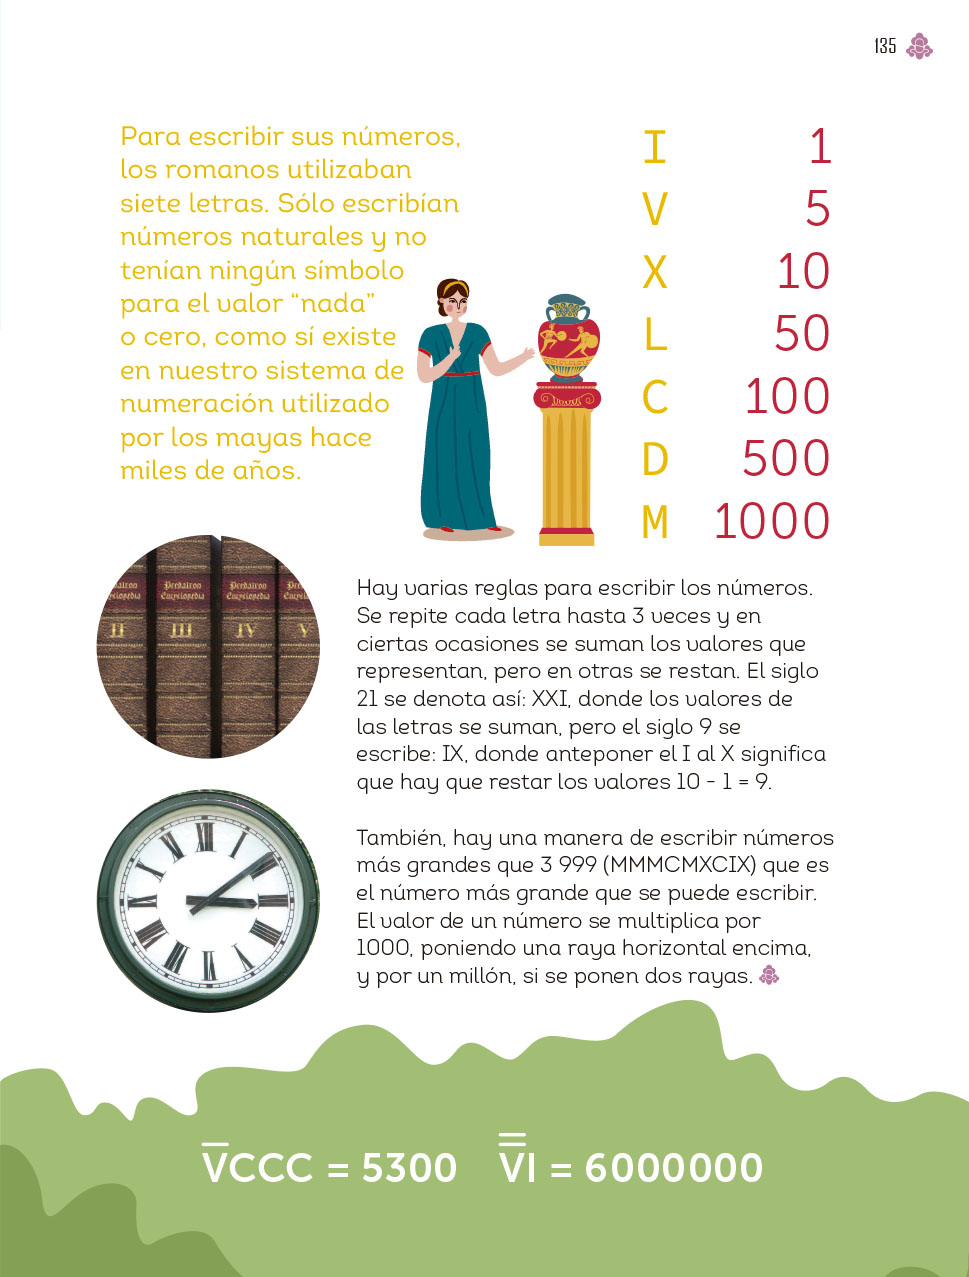 135
Para escribir sus números,
los romanos utilizaban
siete letras. Sólo escribían
números naturales y no
tenían ningún símbolo
para el valor “nada”
o cero, como sí existe
en nuestro sistema de
numeración utilizado
por los mayas hace
miles de años.
I 1
V 5
X 10
L 50
C 100
D 500
M 1000
Predatron Predatron
Encyclopedia Encyclopedia
II III IV V
Hay varias reglas para escribir los números.
Se repite cada letra hasta 3 veces y en
ciertas ocasiones se suman los valores que
representan, pero en otras se restan. El siglo
21 se denota así: XXI, donde los valores de
las letras se suman, pero el siglo 9 se
escribe: IX, donde anteponer el I al X significa
que hay que restar los valores 10 - 1 = 9.
También, hay una manera de escribir números
más grandes que 3 999 (MMMCMXCIX) que es
el número más grande que se puede escribir.
El valor de un número se multiplica por
1000, poniendo una raya horizontal encima,
y por un millón, si se ponen dos rayas.
V̅CCC = 5300 V̿I = 6000000